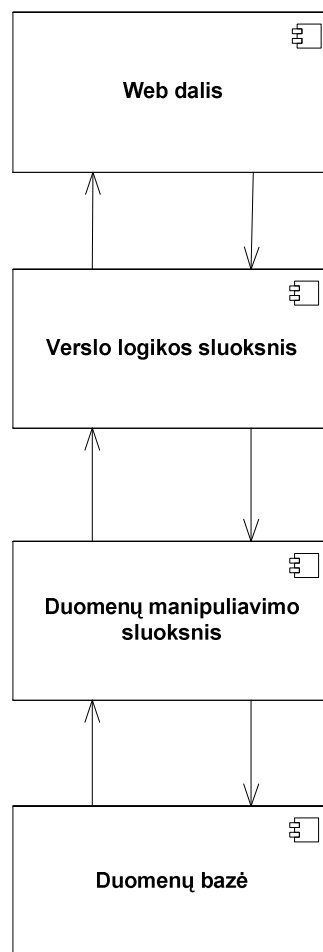 Web dalis
Verslo logikos sluoksnis
Duomenų manipuliavimo
sluoksnis
Duomenų bazė